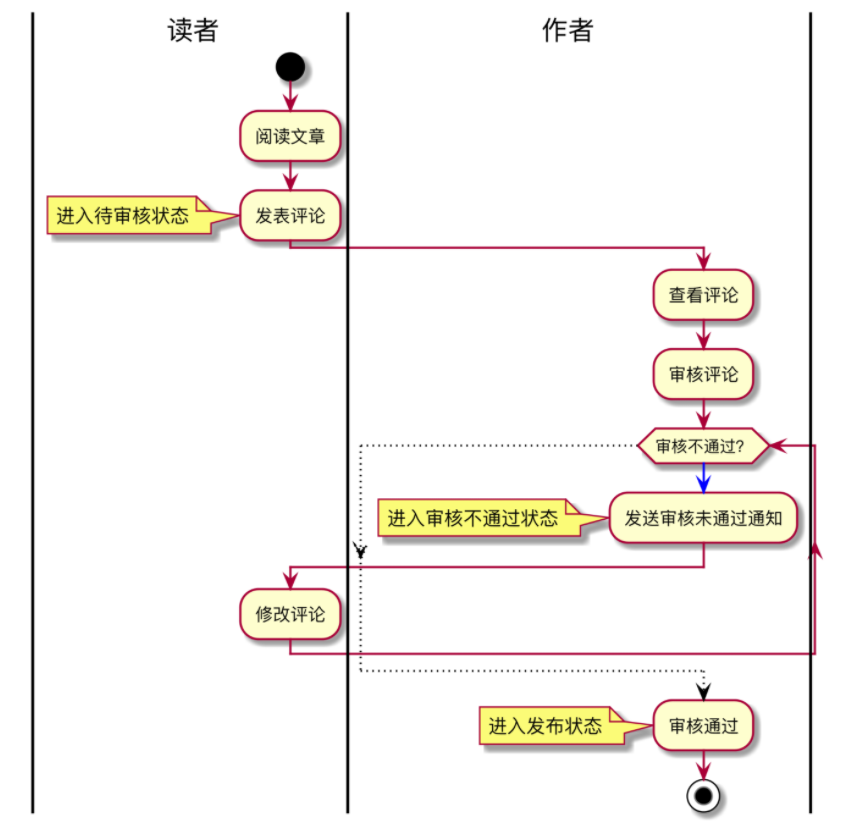 读者
作者
阅读文章
进入待审核状态
发表评论
查看评论
审核评论
审核不通过?
进入审核不通过状态
发送审核未通过通知
修改评论
进入发布状态
审核通过